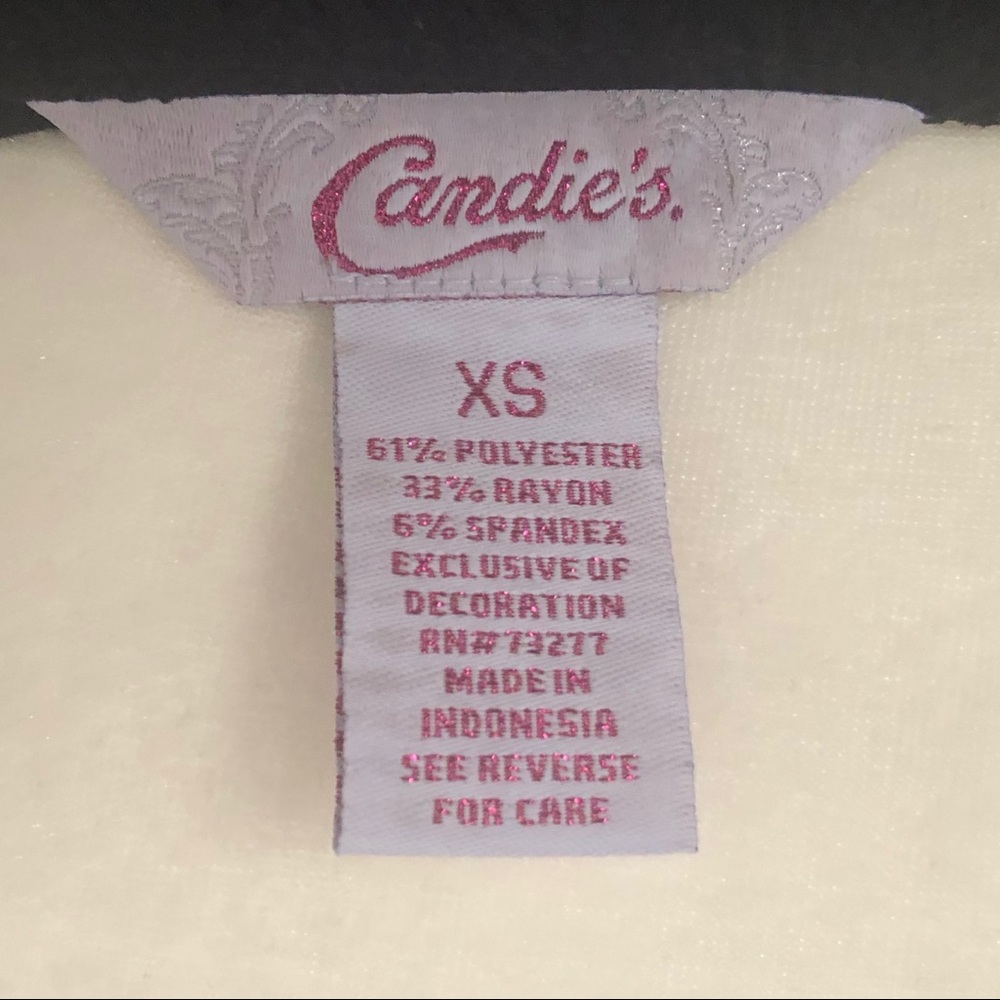 Candie's.
XS
61% POLYESTER
33% RAYON
6% SPANDEX
EXCLUSIVE OF
DECORATION
RN# 73277
MADE IN
INDONESIA
SEE REVERSE
FOR CARE